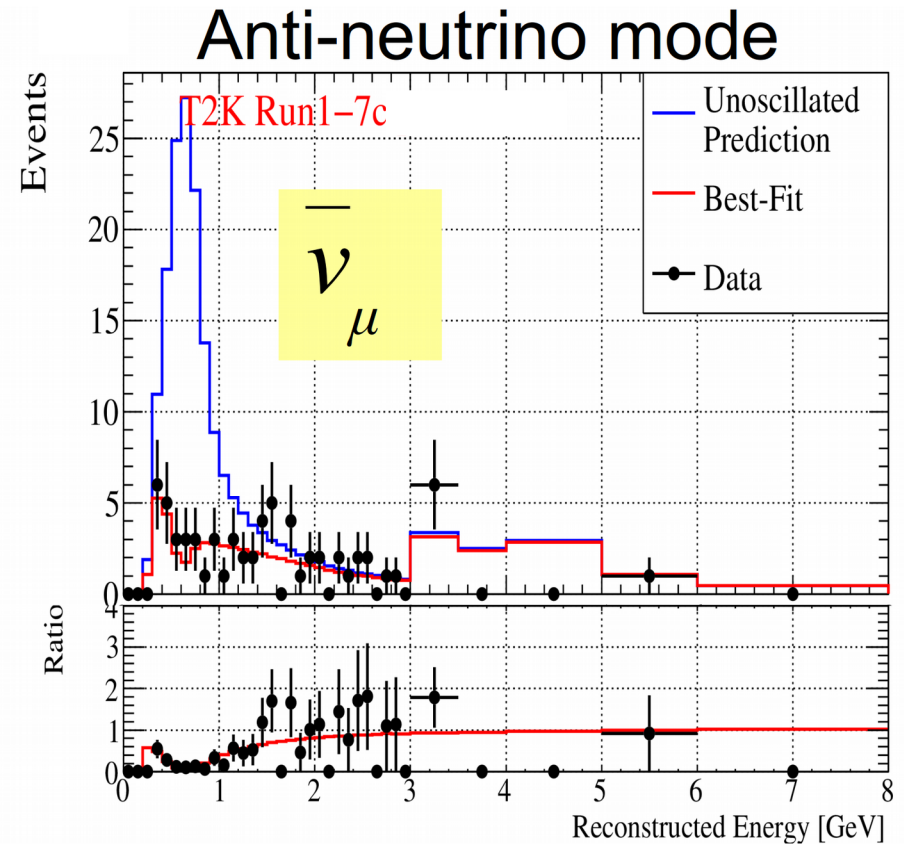 Anti-neutrino mode
Events
T2K Run1−7c
Unoscillated
Prediction
Best-Fit
Data
ν̅
μ
25
20
15
10
5
0
Ratio
4
3
2
1
0
0 1 2 3 4 5 6 7 8
Reconstructed Energy [GeV]